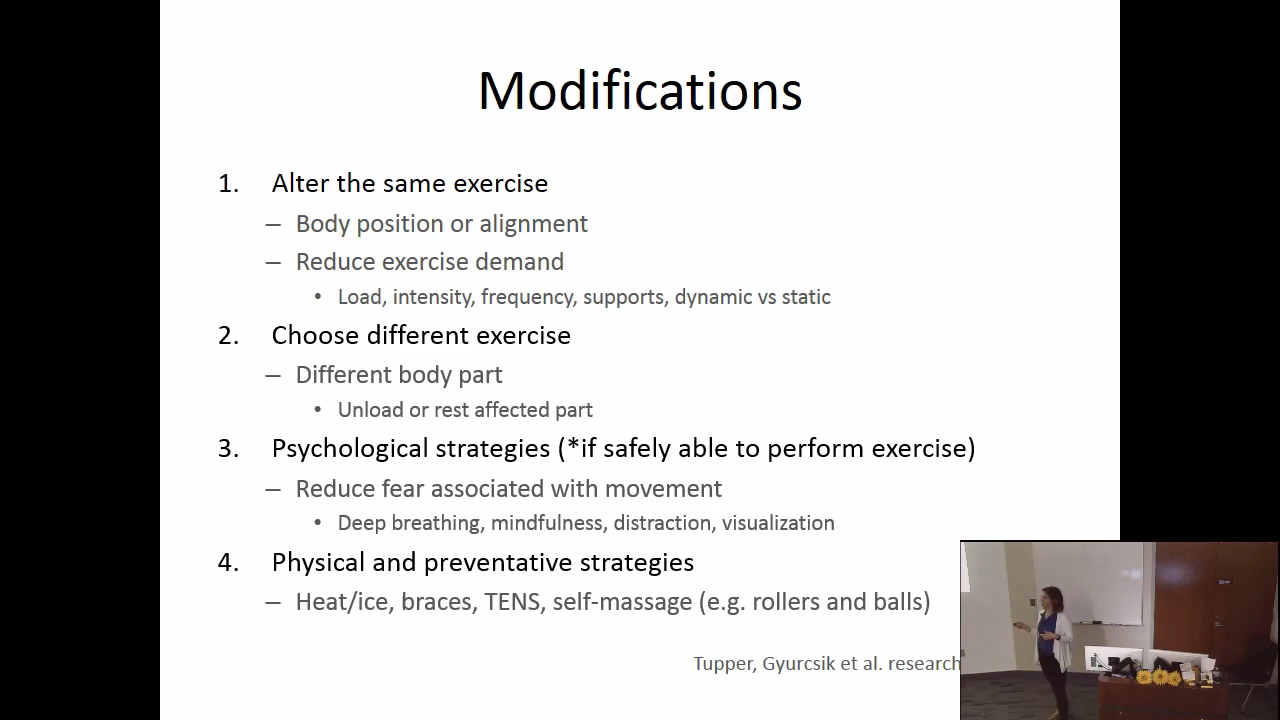 Modifications
1. Alter the same exercise
– Body position or alignment
– Reduce exercise demand
• Load, intensity, frequency, supports, dynamic vs static
2. Choose different exercise
– Different body part
• Unload or rest affected part
3. Psychological strategies (*if safely able to perform exercise)
– Reduce fear associated with movement
• Deep breathing, mindfulness, distraction, visualization
4. Physical and preventative strategies
– Heat/ice, braces, TENS, self-massage (e.g. rollers and balls)
Tupper, Gyurcsik et al. research